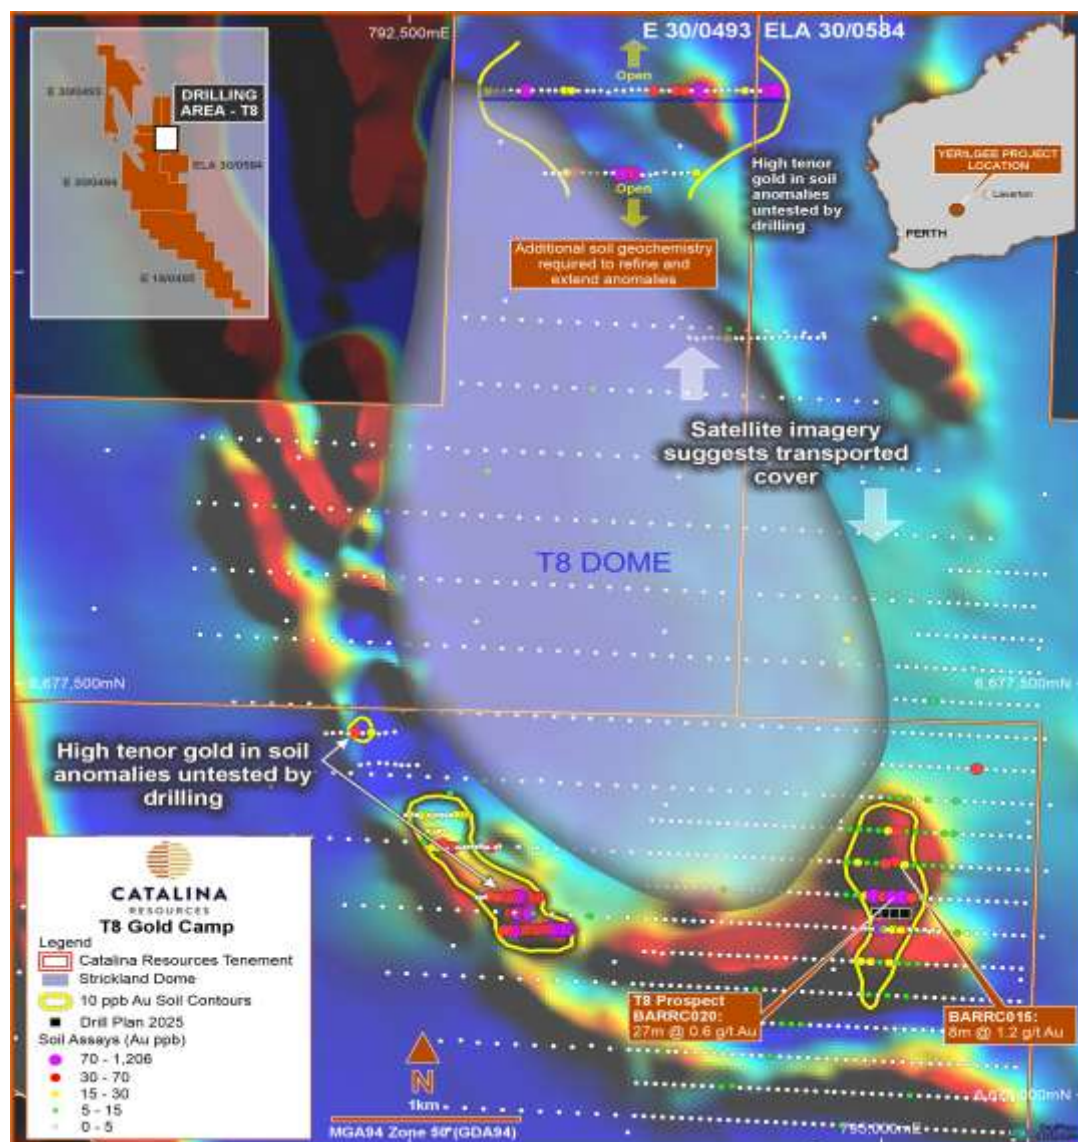 792,500mE
E 30/0493
ELA 30/0584
Open
E 30/0493
DRILLING
AREA - T8
ELA 30/0584
E 30/0494
YERILGEE PROJECT
LOCATION
Laverton
PERTH
High tenor
gold in soil
anomalies
untested by
drilling
Open
Additional soil geochemistry
required to refine and
extend anomalies
Satellite imagery
suggests transported
cover
T8 DOME
6,677,500mN
6,677,500mN
High tenor gold in soil
anomalies untested by
drilling
CATALINA
RESOURCES
T8 Gold Camp
Legend
Catalina Resources Tenement
Strickland Dome
10 ppb Au Soil Contours
Drill Plan 2025
Soil Assays (Au ppb)
70 - 1,206
30 - 70
15 - 30
5 - 15
0 - 5
T8 Prospect
BARRC020:
27m @ 0.6 g/t Au
BARRC015:
8m @ 1.2 g/t Au
N
1km
MGA94 Zone 50 (GDA94)
795,000mE